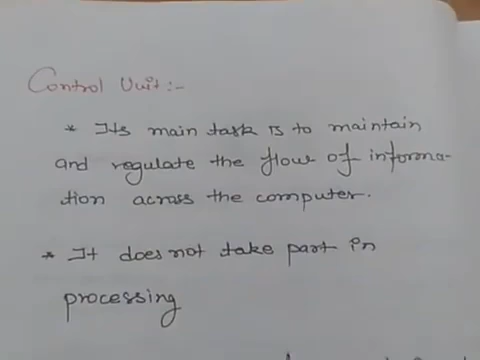 Control Unit:-
* Its main task is to maintain
and regulate the flow of informa-
tion across the computer.
* It does not take part in
processing